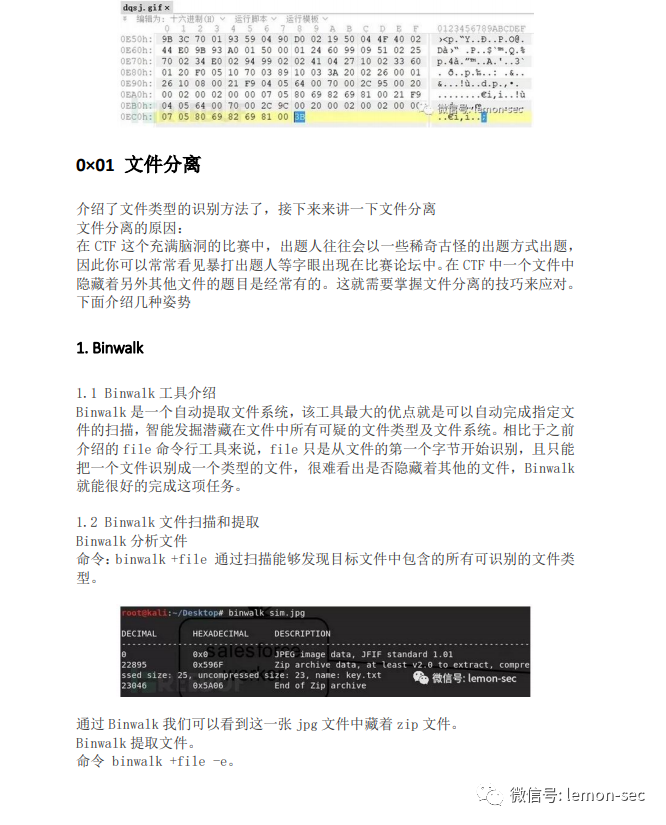 dqsj.gif ×
编辑为: 十六进制(H) 运行脚本 运行模板
0 1 2 3 4 5 6 7 8 9 A B C D E F 0123456789ABCDEF
0E50h: 9B 3C 70 01 93 59 04 90 D0 02 19 50 04 4F 40 02 ›<p.“Y..Ð..P.O@.
0E60h: 44 E0 9B 93 A0 01 50 00 01 24 60 99 09 51 02 25
0E70h: 70 02 34 E0 02 94 99 02 02 41 04 27 10 02 33 60
0E80h: 01 20 F0 05 10 70 03 89 10 03 3A 20 02 26 00 01
0E90h: 26 10 08 00 21 F9 04 05 64 00 70 00 2C 95 00 20
0EA0h: 00 02 00 02 00 00 07 05 80 69 82 69 81 00 21 F9
0EB0h: 04 05 64 00 70 00 2C 9C 00 20 00 02 00 02 00 00
0EC0h: 07 05 80 69 82 69 81 00 3B ..€i‚i..;
微信号: lemon-sec
0×01 文件分离
介绍了文件类型的识别方法了，接下来来讲一下文件分离
文件分离的原因：
在 CTF 这个充满脑洞的比赛中，出题人往往会以一些稀奇古怪的出题方式出题，
因此你可以常常看见暴打出题人等字眼出现在比赛论坛中。在 CTF 中一个文件中
隐藏着另外其他文件的题目是经常有的。这就需要掌握文件分离的技巧来应对。
下面介绍几种姿势
1. Binwalk
1.1 Binwalk 工具介绍
Binwalk 是一个自动提取文件系统，该工具最大的优点就是可以自动完成指定文
件的扫描，智能发掘潜藏在文件中所有可疑的文件类型及文件系统。相比于之前
介绍的 file 命令行工具来说，file 只是从文件的第一个字节开始识别，且只能
把一个文件识别成一个类型的文件，很难看出是否隐藏着其他的文件，Binwalk
就能很好的完成这项任务。
1.2 Binwalk 文件扫描和提取
Binwalk 分析文件
命令：binwalk +file 通过扫描能够发现目标文件中包含的所有可识别的文件类
型。
root@kali:~/Desktop# binwalk sim.jpg
DECIMAL HEXADECIMAL DESCRIPTION
--------------------------------------------------------------------------------
0 0x0 JPEG image data, JFIF standard 1.01
22895 0x596F Zip archive data, at least v2.0 to extract, compre
ssed size: 25, uncompressed size: 23, name: key.txt
23046 0x5A06 End of Zip archive
salesforce
微信号: lemon-sec
通过 Binwalk 我们可以看到这一张 jpg 文件中藏着 zip 文件。
Binwalk 提取文件。
命令 binwalk +file -e。
微信号: lemon-sec